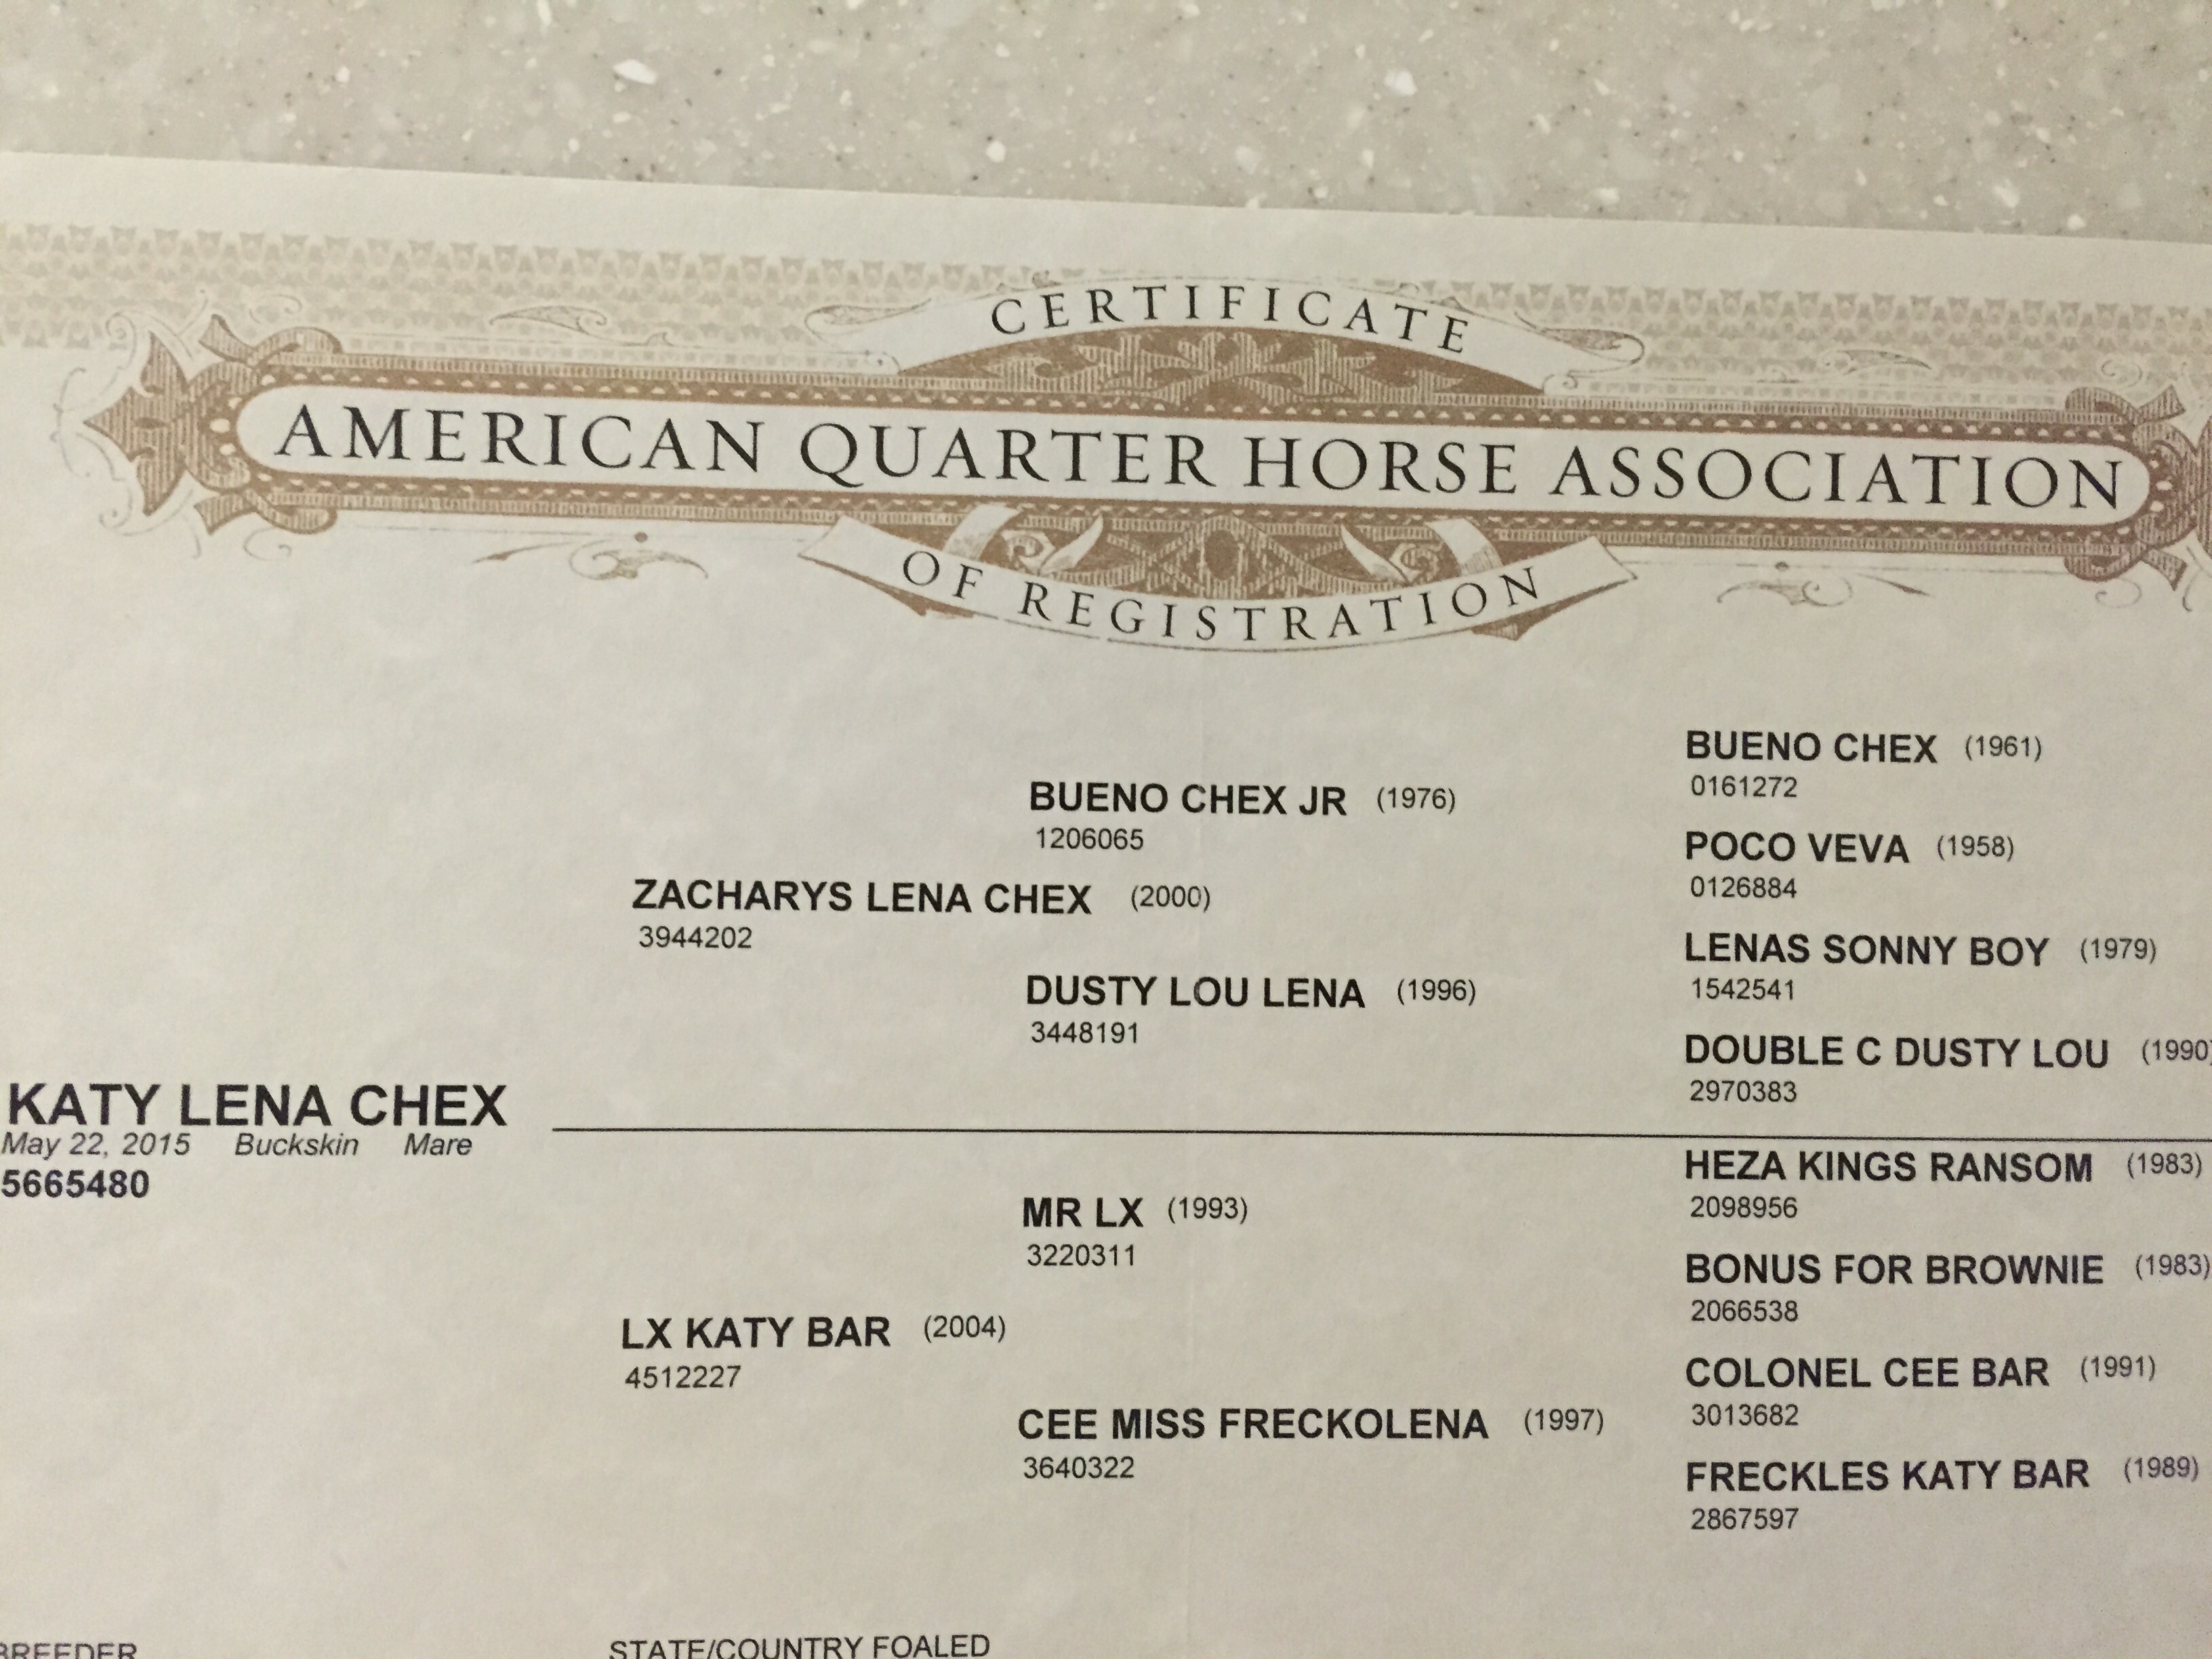 CERTIFICATE
AMERICAN QUARTER HORSE ASSOCIATION
OF REGISTRATION
BUENO CHEX (1961)
0161272
BUENO CHEX JR (1976)
1206065
POCO VEVA (1958)
0126884
ZACHARYS LENA CHEX (2000)
3944202
LENAS SONNY BOY (1979)
1542541
DUSTY LOU LENA (1996)
3448191
DOUBLE C DUSTY LOU (1990)
2970383
KATY LENA CHEX
May 22, 2015 Buckskin Mare
5665480
HEZA KINGS RANSOM (1983)
2098956
MR LX (1993)
3220311
BONUS FOR BROWNIE (1983)
2066538
LX KATY BAR (2004)
4512227
COLONEL CEE BAR (1991)
3013682
CEE MISS FRECKOLENA (1997)
3640322
FRECKLES KATY BAR (1989)
2867597
BREEDER
STATE/COUNTRY FOALED